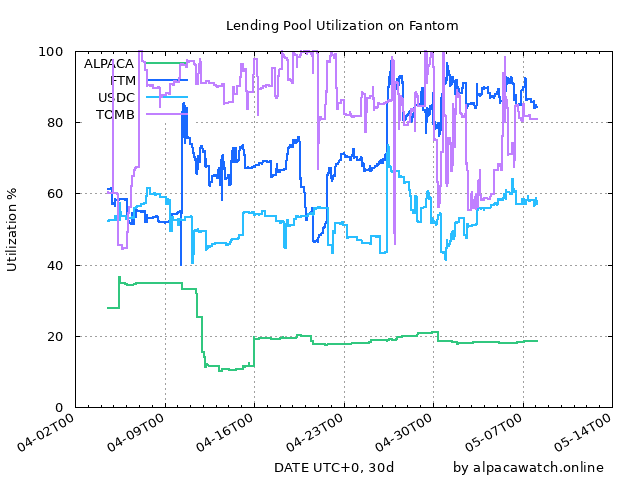 Lending Pool Utilization on Fantom
100
80
60
40
20
0
Utilization %
ALPACA
FTM
USDC
TOMB
04-02T00
04-09T00
04-16T00
04-23T00
04-30T00
05-07T00
05-14T00
DATE UTC+0, 30d
by alpacawatch.online